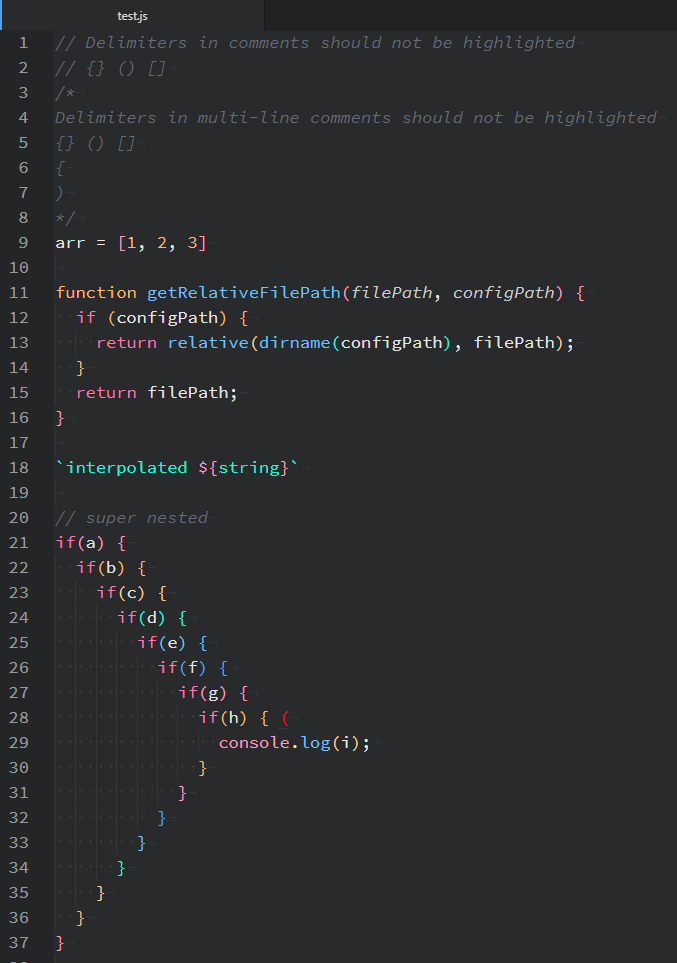 test.js
1 // Delimiters in comments should not be highlighted
2 // {} () []
3 /*
4 Delimiters in multi-line comments should not be highlighted
5 {} () []
6 {
7 )
8 */
9 arr = [1, 2, 3]
10
11 function getRelativeFilePath(filePath, configPath) {
12   if (configPath) {
13     return relative(dirname(configPath), filePath);
14   }
15   return filePath;
16 }
17
18 `interpolated ${string}`
19
20 // super nested
21 if(a) {
22   if(b) {
23     if(c) {
24       if(d) {
25         if(e) {
26           if(f) {
27             if(g) {
28               if(h) { (
29                 console.log(i);
30               }
31             }
32           }
33         }
34       }
35     }
36   }
37 }